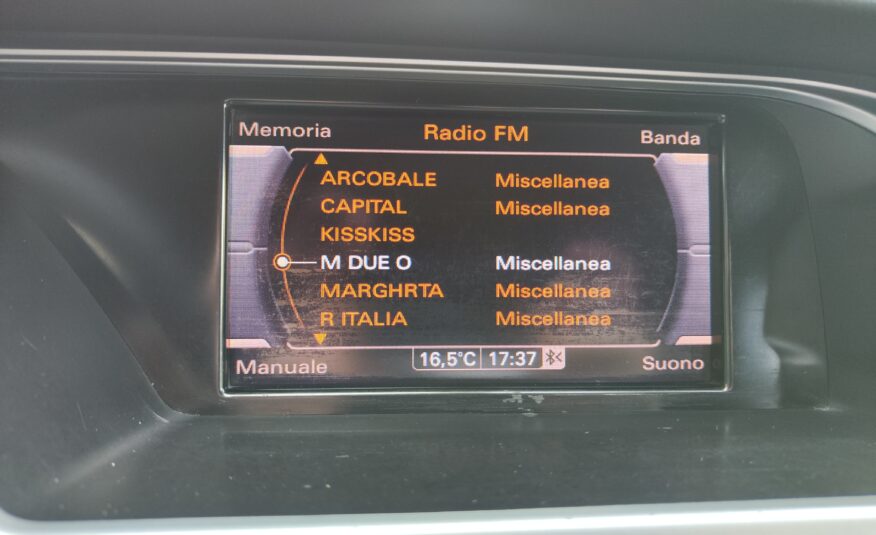 Memoria Radio FM Banda
ARCOBALE Miscellanea
CAPITAL Miscellanea
KISSKISS
M DUE O Miscellanea
MARGHRTA Miscellanea
R ITALIA Miscellanea
Manuale 16,5°C 17:37 Suono